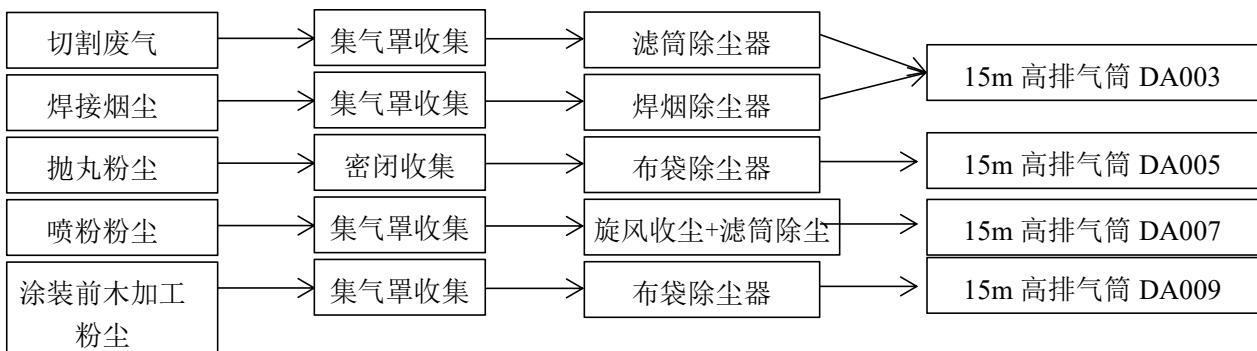 切割废气
集气罩收集
滤筒除尘器
15m 高排气筒 DA003
焊接烟尘
集气罩收集
焊烟除尘器
抛丸粉尘
密闭收集
布袋除尘器
15m 高排气筒 DA005
喷粉粉尘
集气罩收集
旋风收尘+滤筒除尘
15m 高排气筒 DA007
涂装前木加工
粉尘
集气罩收集
布袋除尘器
15m 高排气筒 DA009